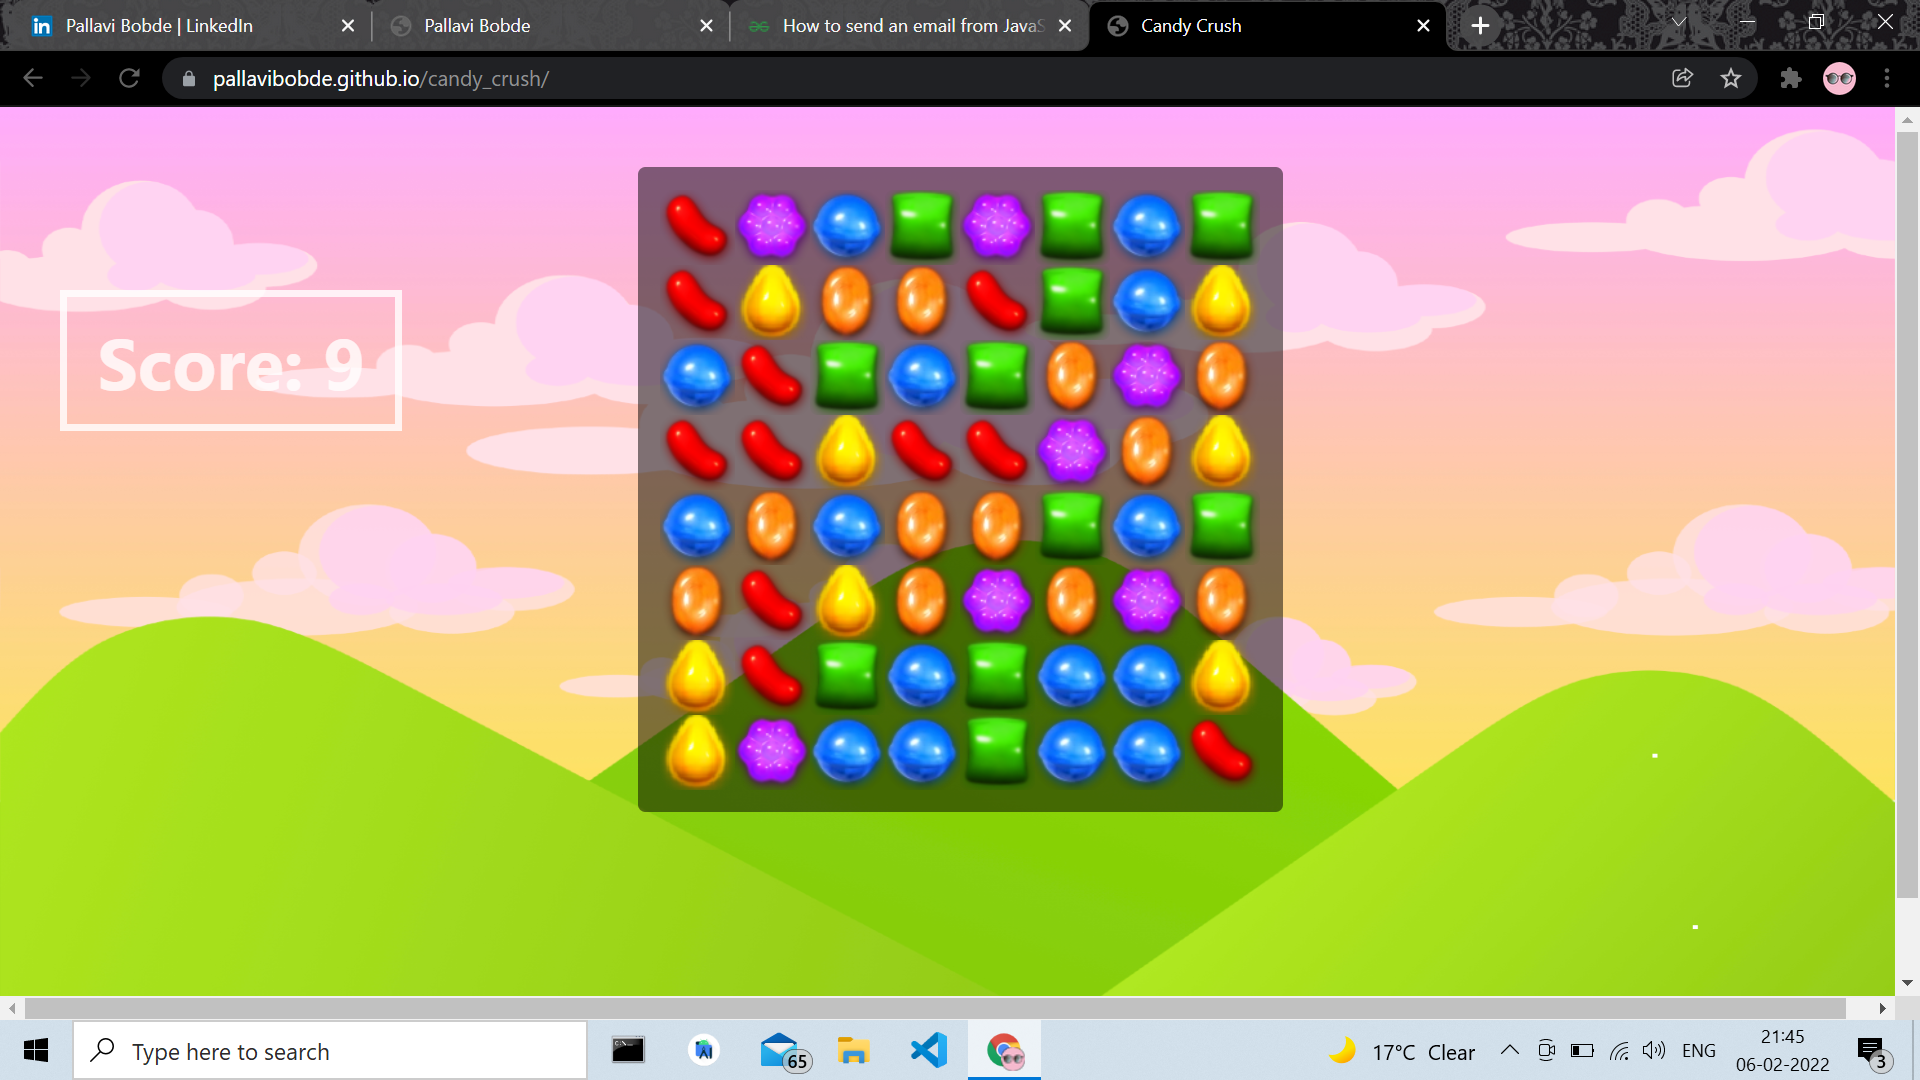 in Pallavi Bobde | LinkedIn
Pallavi Bobde
How to send an email from JavaS
Candy Crush
pallavibobde.github.io/candy_crush/
Score: 9
Type here to search
65
17°C Clear
ENG
21:45
06-02-2022
3